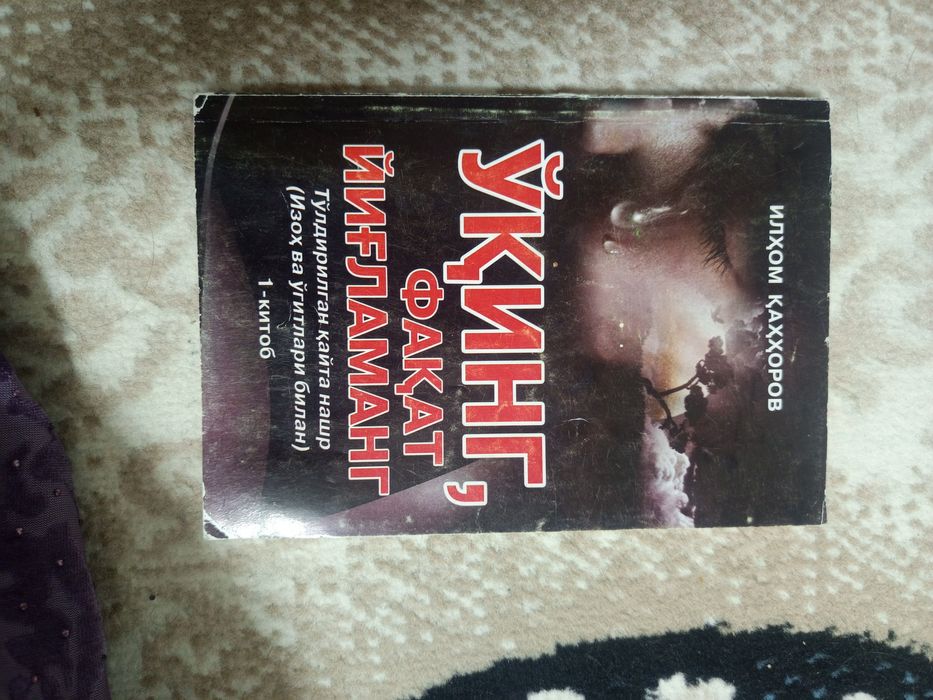 ИЛҲОМ ҚАҲҲОРОВ
ЎҚИНГ,
ФАҚАТ
ЙИҒЛАМАНГ
Тўлдирилган қайта нашр
(Изоҳ ва ўгитлари билан)
1-китоб